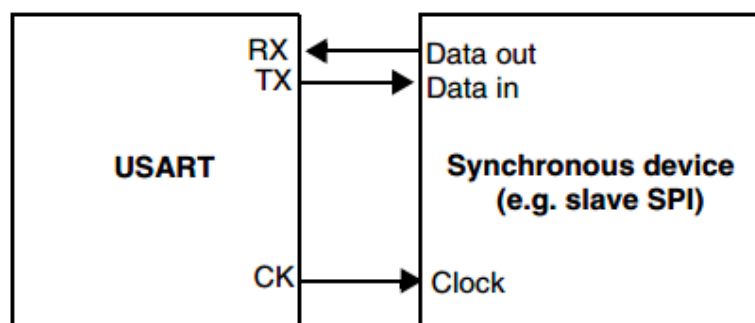 RX
Data out
TX
Data in
USART
Synchronous device
(e.g. slave SPI)
CK
Clock